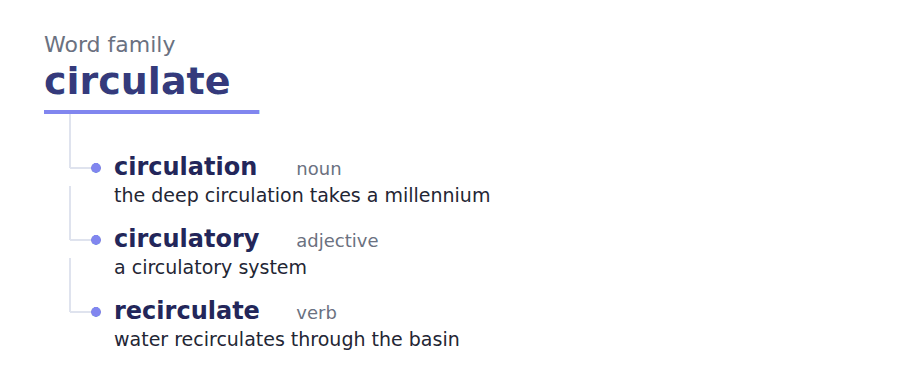 Word family
circulate
circulation noun
the deep circulation takes a millennium
circulatory adjective
a circulatory system
recirculate verb
water recirculates through the basin